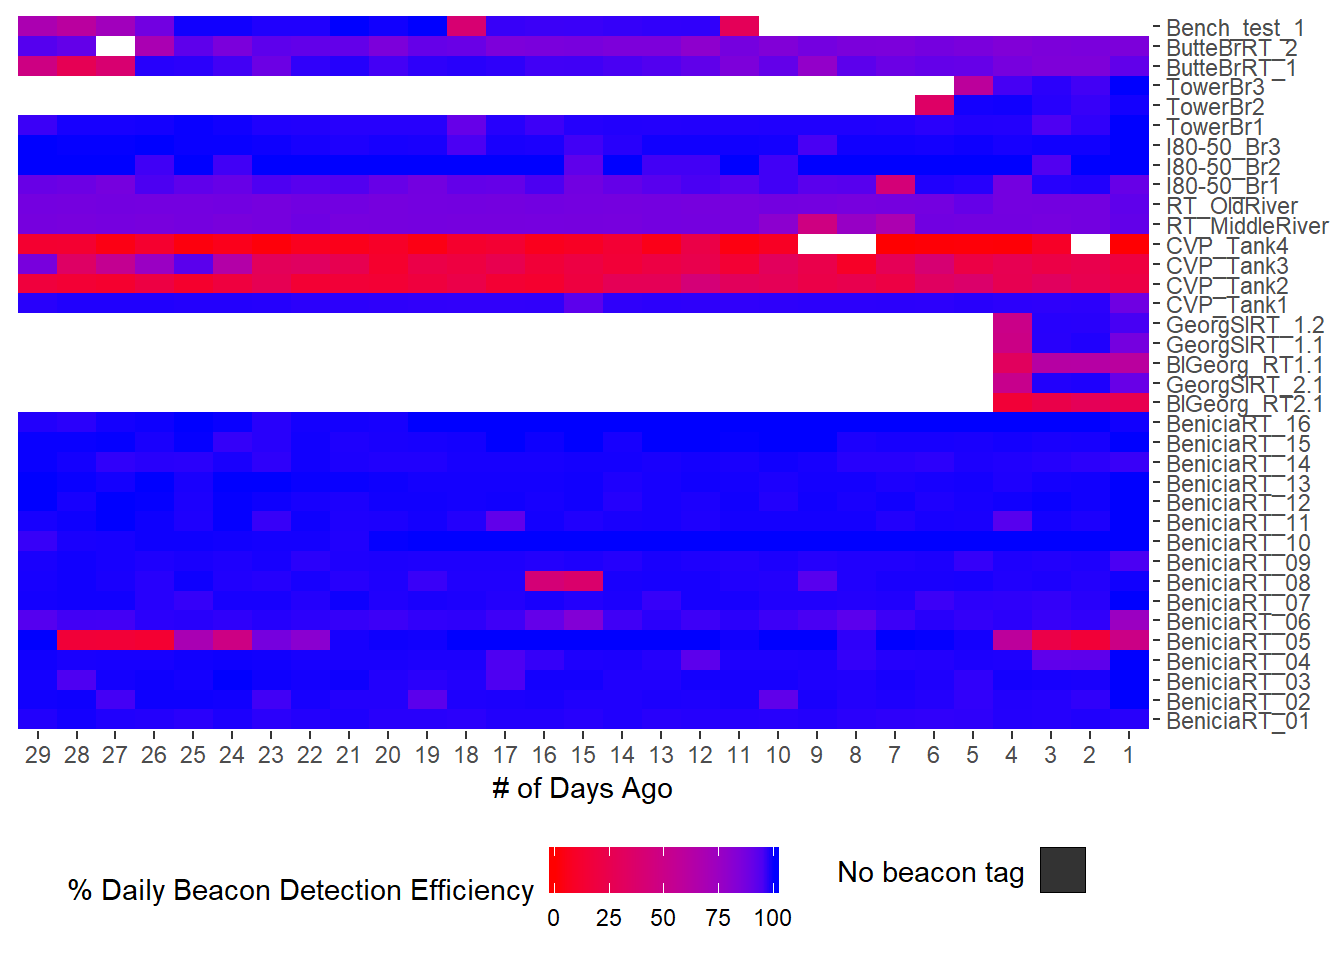 Bench_test_1
ButteBrRT_2
ButteBrRT_1
TowerBr3
TowerBr2
TowerBr1
I80-50_Br3
I80-50_Br2
I80-50_Br1
RT_OldRiver
RT_MiddleRiver
CVP_Tank4
CVP_Tank3
CVP_Tank2
CVP_Tank1
GeorgSlRT_1.2
GeorgSlRT_1.1
BlGeorg_RT1.1
GeorgSlRT_2.1
BlGeorg_RT2.1
BeniciaRT_16
BeniciaRT_15
BeniciaRT_14
BeniciaRT_13
BeniciaRT_12
BeniciaRT_11
BeniciaRT_10
BeniciaRT_09
BeniciaRT_08
BeniciaRT_07
BeniciaRT_06
BeniciaRT_05
BeniciaRT_04
BeniciaRT_03
BeniciaRT_02
BeniciaRT_01
29 28 27 26 25 24 23 22 21 20 19 18 17 16 15 14 13 12 11 10 9 8 7 6 5 4 3 2 1
# of Days Ago
% Daily Beacon Detection Efficiency
0 25 50 75 100
No beacon tag